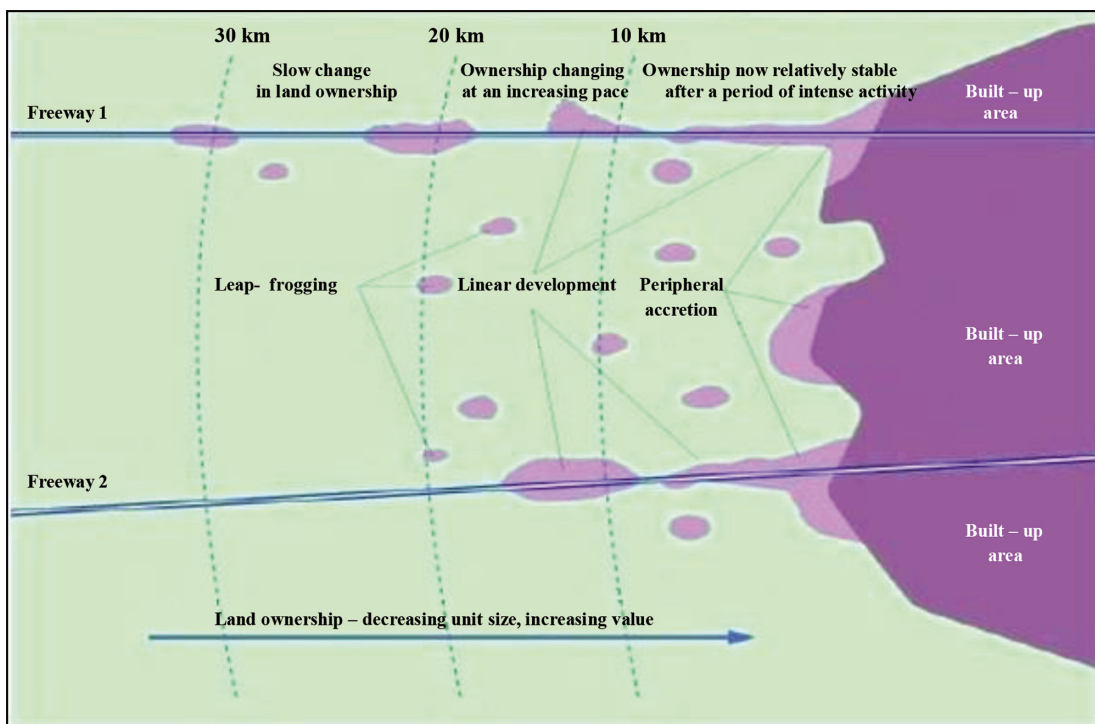 30 km
20 km
10 km
Slow change
in land ownership
Ownership changing
at an increasing pace
Ownership now relatively stable
after a period of intense activity
Built – up
area
Freeway 1
Leap- frogging
Linear development
Peripheral
accretion
Built – up
area
Freeway 2
Built – up
area
Land ownership – decreasing unit size, increasing value